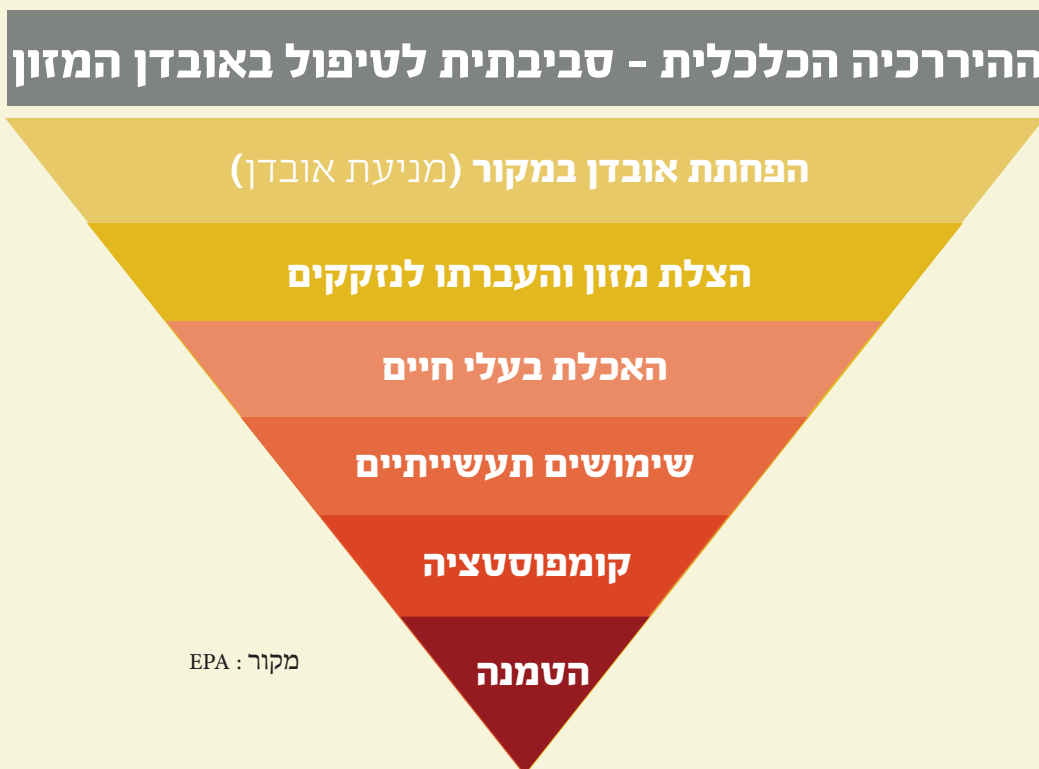 ההיררכיה הכלכלית - סביבתית לטיפול באובדן המזון
הפחתת אובדן במקור (מניעת אובדן)
הצלת מזון והעברתו לנזקקים
האכלת בעלי חיים
שימושים תעשייתיים
קומפוסטציה
הטמנה
מקור : EPA